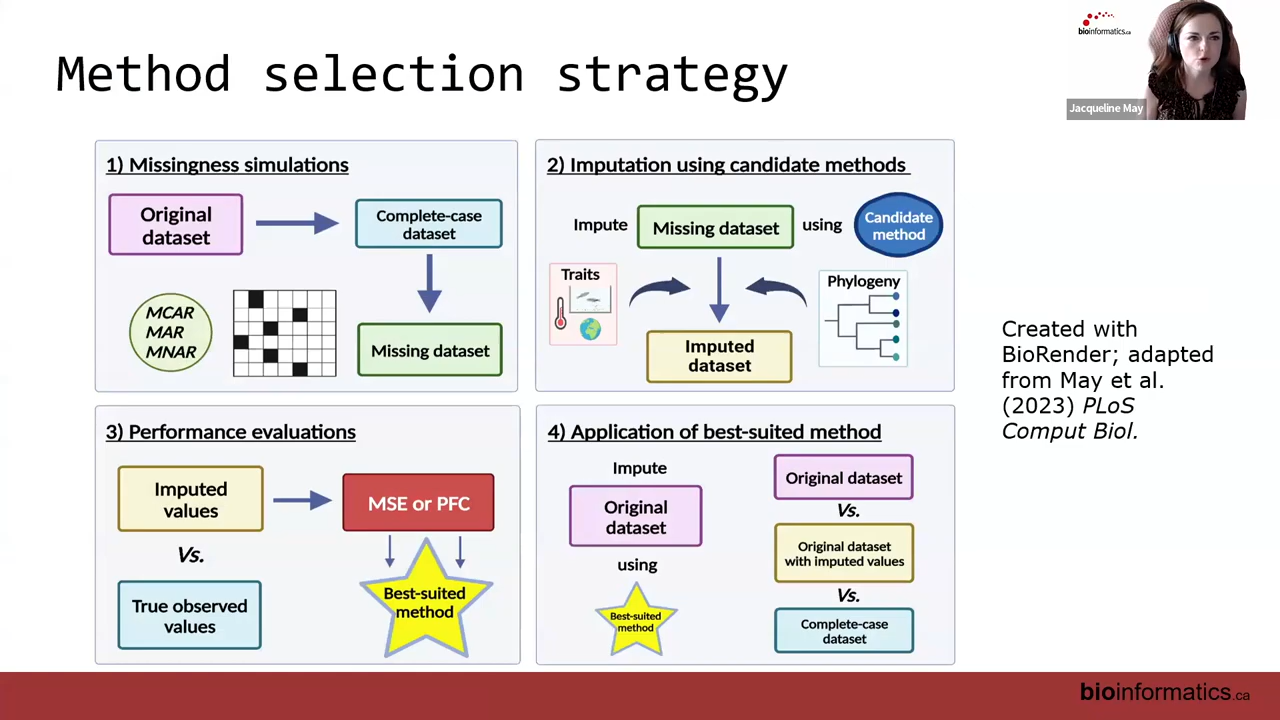 Method selection strategy
bioinformatics.ca
Jacqueline May
1) Missingness simulations
Original
dataset
Complete-case
dataset
MCAR
MAR
MNAR
Missing dataset
2) Imputation using candidate methods
Impute
Missing dataset
using
Candidate
method
Traits
Phylogeny
Imputed
dataset
3) Performance evaluations
Imputed
values
MSE or PFC
Vs.
True observed
values
Best-suited
method
4) Application of best-suited method
Impute
Original
dataset
using
Best-suited
method
Original dataset
Vs.
Original dataset
with imputed values
Vs.
Complete-case
dataset
Created with
BioRender; adapted
from May et al.
(2023) PLoS
Comput Biol.
bioinformatics.ca